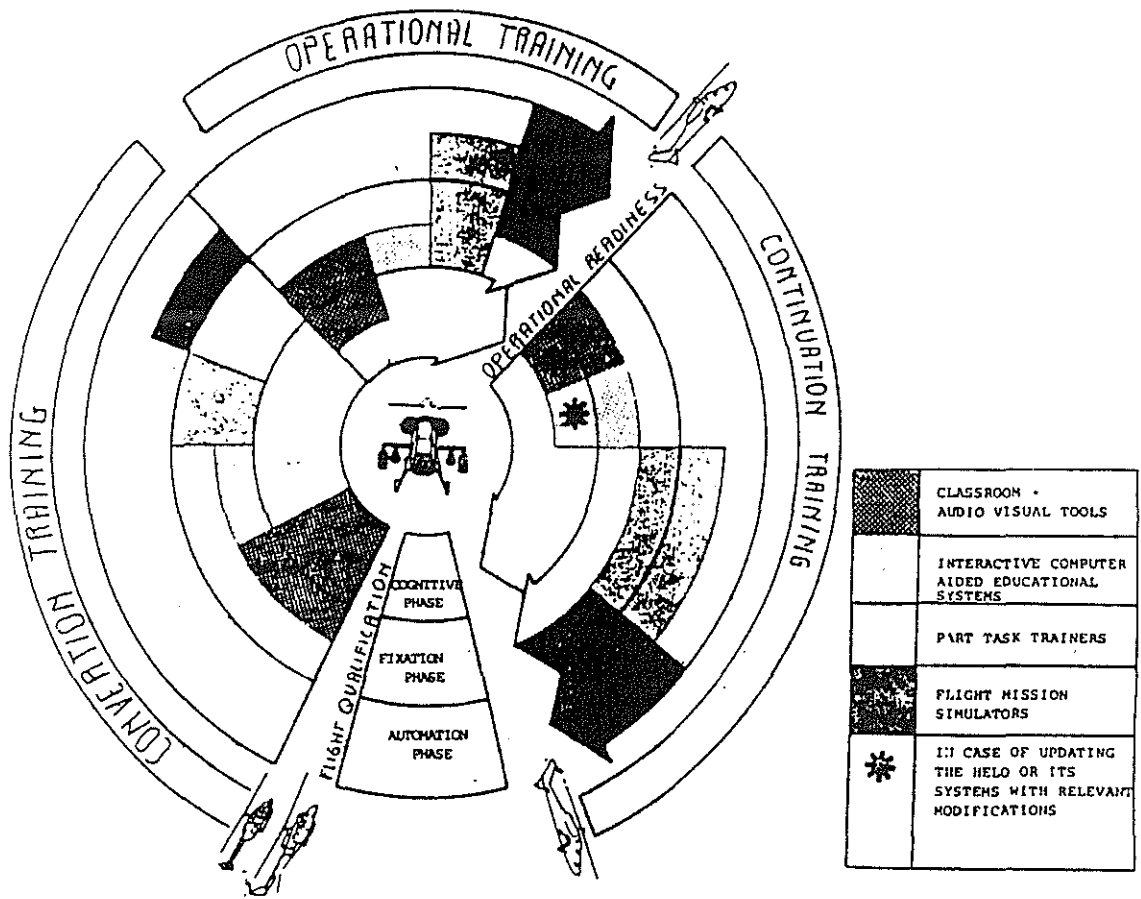 OPERATIONAL TRAINING
CONVERTION TRAINING
CONTINUATION TRAINING
OPERATIONAL READINESS
FLIGHT QUALIFICATION
COGNITIVE
PHASE
FIXATION
PHASE
AUTOMATION
PHASE
CLASSROOM +
AUDIO VISUAL TOOLS
INTERACTIVE COMPUTER
AIDED EDUCATIONAL
SYSTEMS
PART TASK TRAINERS
FLIGHT MISSION
SIMULATORS
IN CASE OF UPDATING
THE HELO OR ITS
SYSTEMS WITH RELEVANT
MODIFICATIONS